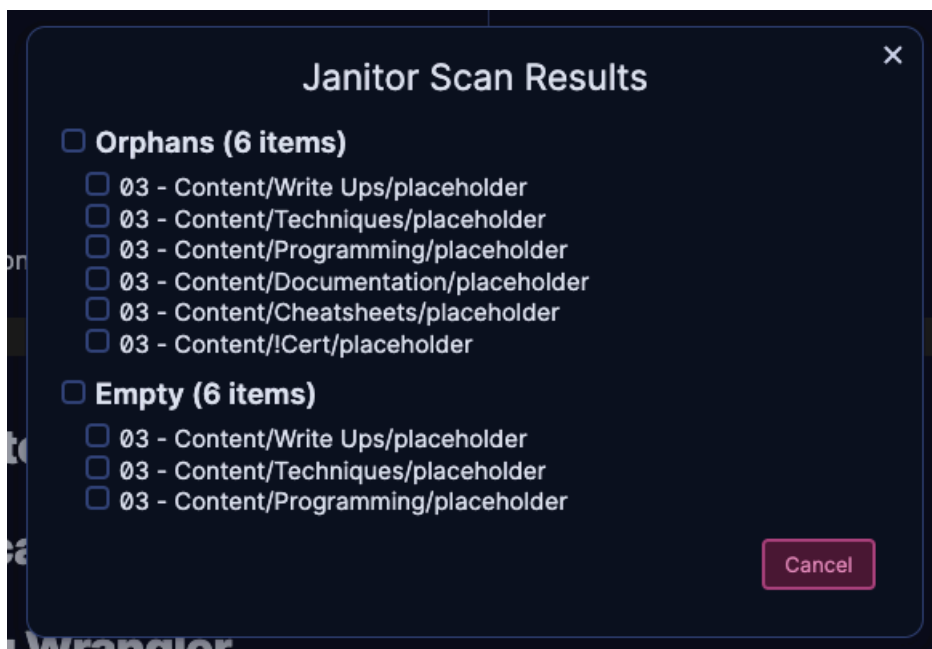 Janitor Scan Results
Orphans (6 items)
03 - Content/Write Ups/placeholder
03 - Content/Techniques/placeholder
03 - Content/Programming/placeholder
03 - Content/Documentation/placeholder
03 - Content/Cheatsheets/placeholder
03 - Content/!Cert/placeholder
Empty (6 items)
03 - Content/Write Ups/placeholder
03 - Content/Techniques/placeholder
03 - Content/Programming/placeholder
Cancel
Wrangler